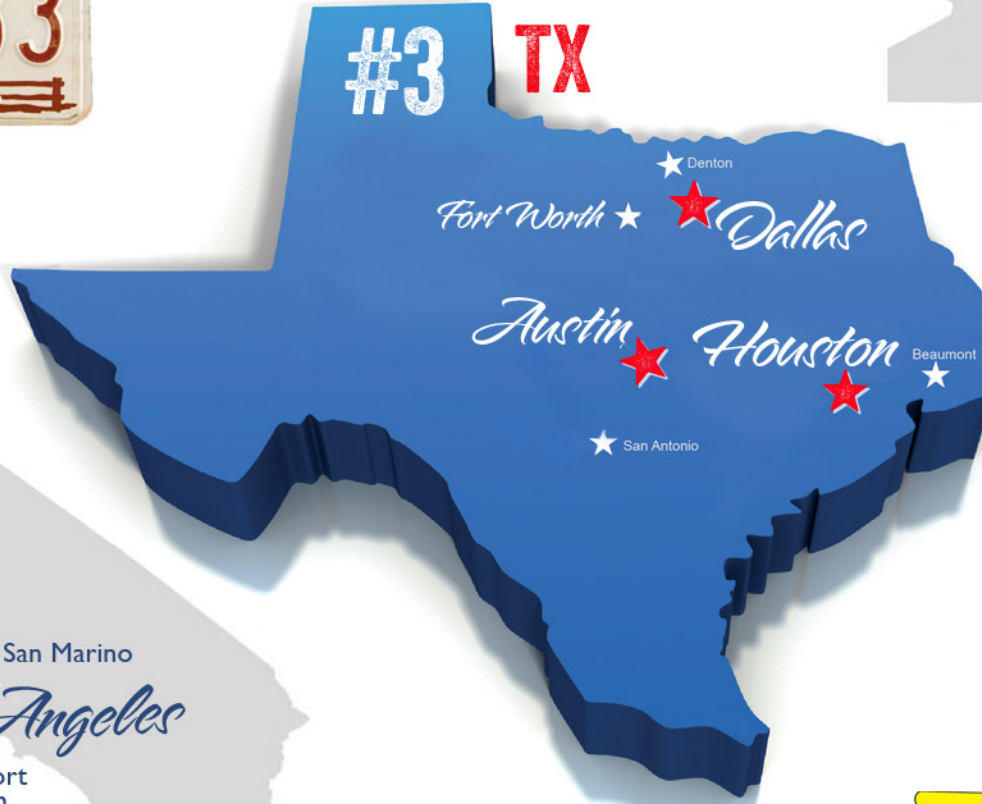 #3 TX
Denton
Fort Worth
Dallas
Austin
Houston
Beaumont
San Antonio
San Marino
Angeles